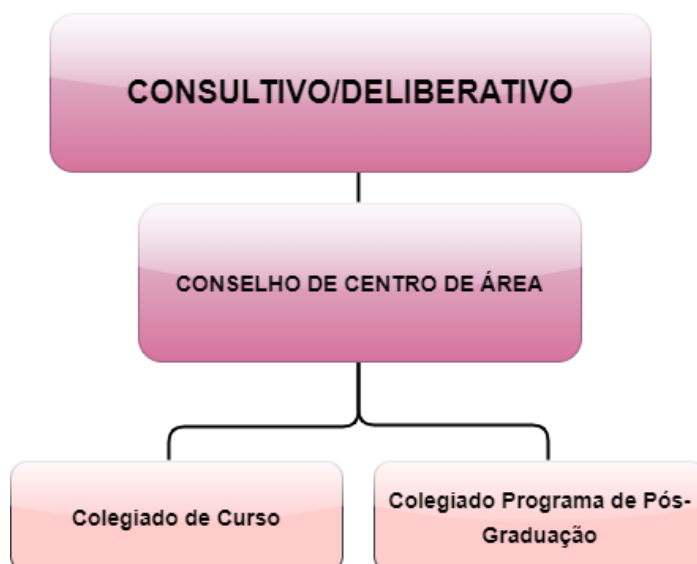 CONSULTIVO/DELIBERATIVO
CONSELHO DE CENTRO DE ÁREA
Colegiado de Curso
Colegiado Programa de Pós-
Graduação